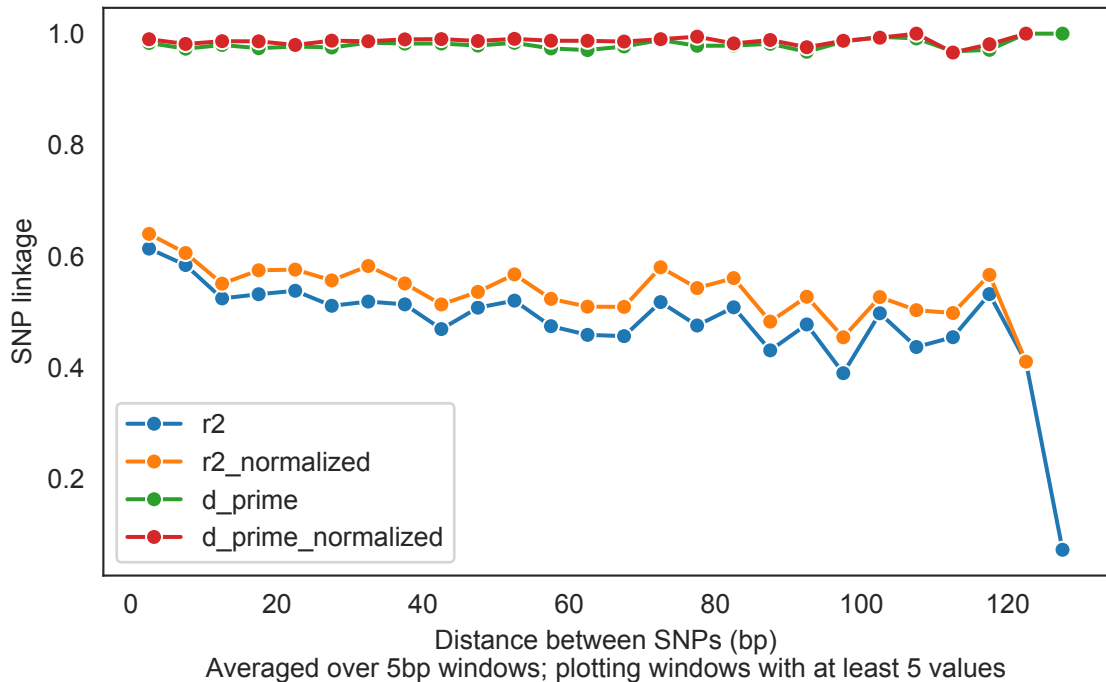 1.0
0.8
0.6
0.4
0.2
SNP linkage
r2
r2_normalized
d_prime
d_prime_normalized
0 20 40 60 80 100 120
Distance between SNPs (bp)
Averaged over 5bp windows; plotting windows with at least 5 values